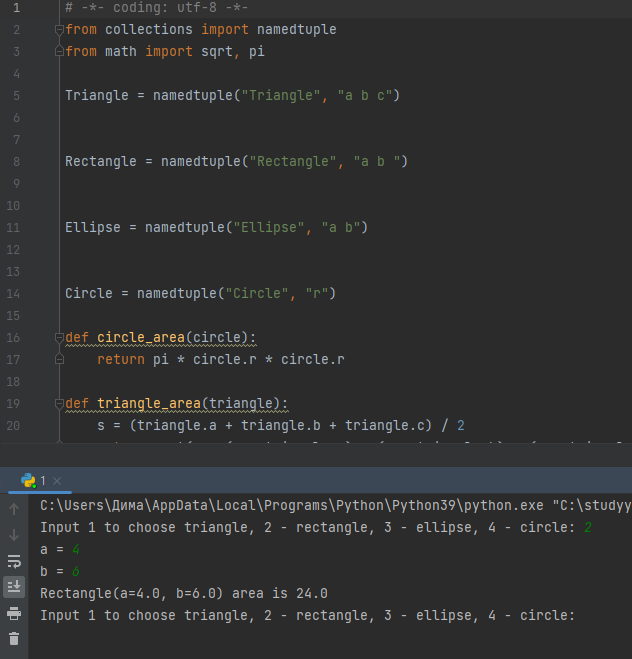 1 # -*- coding: utf-8 -*-
2 from collections import namedtuple
3 from math import sqrt, pi
4
5 Triangle = namedtuple("Triangle", "a b c")
6
7
8 Rectangle = namedtuple("Rectangle", "a b ")
9
10
11 Ellipse = namedtuple("Ellipse", "a b")
12
13
14 Circle = namedtuple("Circle", "r")
15
16 def circle_area(circle):
17 return pi * circle.r * circle.r
18
19 def triangle_area(triangle):
20 s = (triangle.a + triangle.b + triangle.c) / 2
1
C:\Users\Дима\AppData\Local\Programs\Python\Python39\python.exe "C:\studyy
Input 1 to choose triangle, 2 - rectangle, 3 - ellipse, 4 - circle: 2
a = 4
b = 6
Rectangle(a=4.0, b=6.0) area is 24.0
Input 1 to choose triangle, 2 - rectangle, 3 - ellipse, 4 - circle: